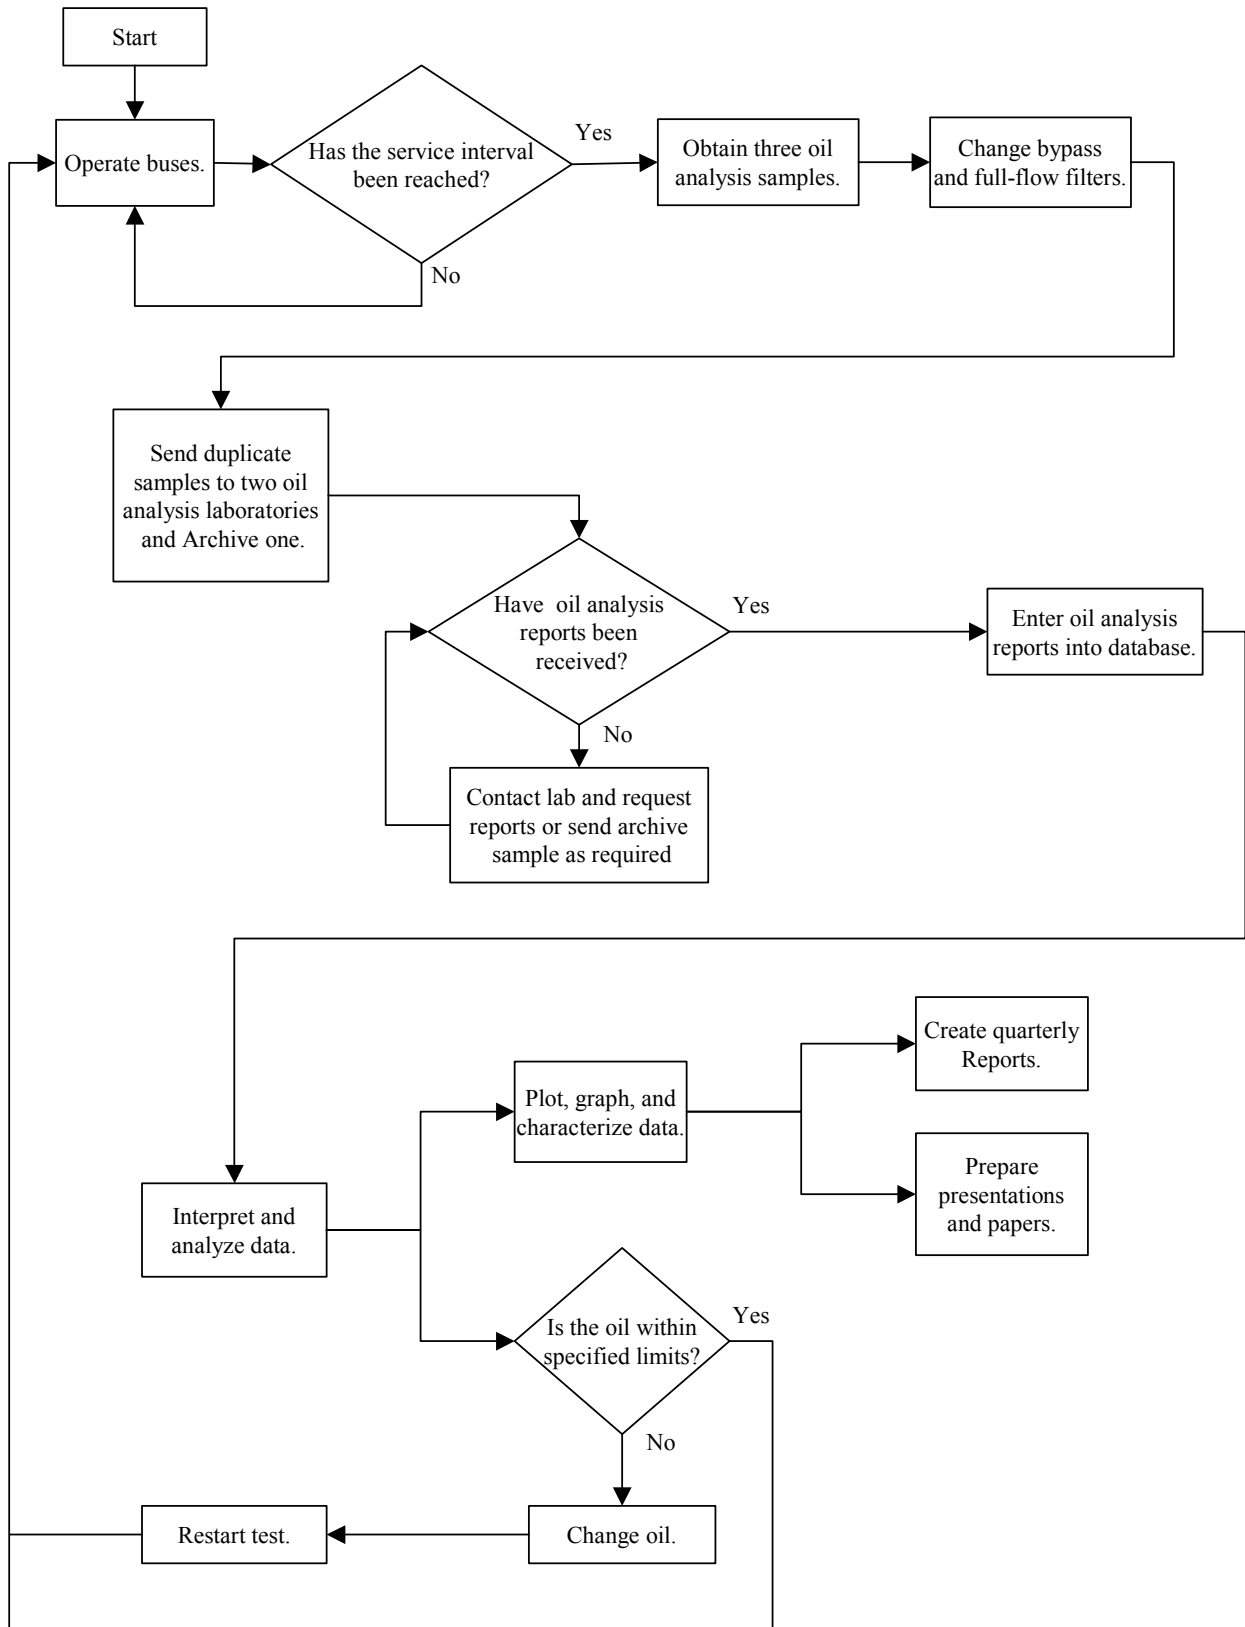 Start
Operate buses.
Has the service interval
been reached?
Yes
No
Obtain three oil
analysis samples.
Change bypass
and full-flow filters.
Send duplicate
samples to two oil
analysis laboratories
and Archive one.
Have  oil analysis
reports been
received?
Yes
No
Enter oil analysis
reports into database.
Contact lab and request
reports or send archive
sample as required
Interpret and
analyze data.
Plot, graph, and
characterize data.
Create quarterly
Reports.
Prepare
presentations
and papers.
Is the oil within
specified limits?
Yes
No
Change oil.
Restart test.